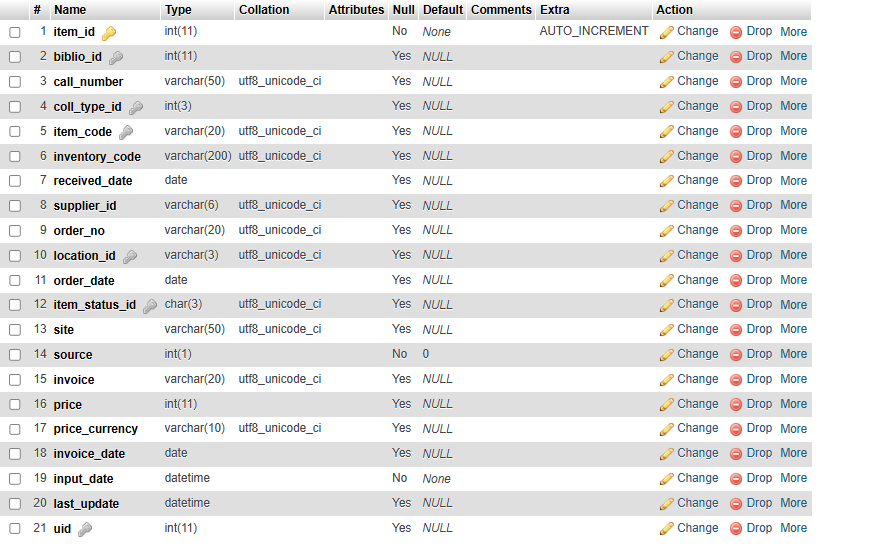 # Name Type Collation Attributes Null Default Comments Extra Action
1 item_id int(11) No None AUTO_INCREMENT Change Drop More
2 biblio_id int(11) Yes NULL Change Drop More
3 call_number varchar(50) utf8_unicode_ci Yes NULL Change Drop More
4 coll_type_id int(3) Yes NULL Change Drop More
5 item_code varchar(20) utf8_unicode_ci Yes NULL Change Drop More
6 inventory_code varchar(200) utf8_unicode_ci Yes NULL Change Drop More
7 received_date date Yes NULL Change Drop More
8 supplier_id varchar(6) utf8_unicode_ci Yes NULL Change Drop More
9 order_no varchar(20) utf8_unicode_ci Yes NULL Change Drop More
10 location_id varchar(3) utf8_unicode_ci Yes NULL Change Drop More
11 order_date date Yes NULL Change Drop More
12 item_status_id char(3) utf8_unicode_ci Yes NULL Change Drop More
13 site varchar(50) utf8_unicode_ci Yes NULL Change Drop More
14 source int(1) No 0 Change Drop More
15 invoice varchar(20) utf8_unicode_ci Yes NULL Change Drop More
16 price int(11) Yes NULL Change Drop More
17 price_currency varchar(10) utf8_unicode_ci Yes NULL Change Drop More
18 invoice_date date Yes NULL Change Drop More
19 input_date datetime No None Change Drop More
20 last_update datetime Yes NULL Change Drop More
21 uid int(11) Yes NULL Change Drop More